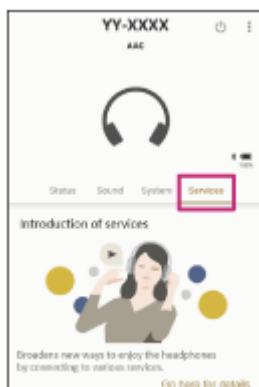 YY-XXXX
AAC
100%
Status Sound System Services
Introduction of services
Broadens new ways to enjoy the headphones
by connecting to various services.
Go here for details